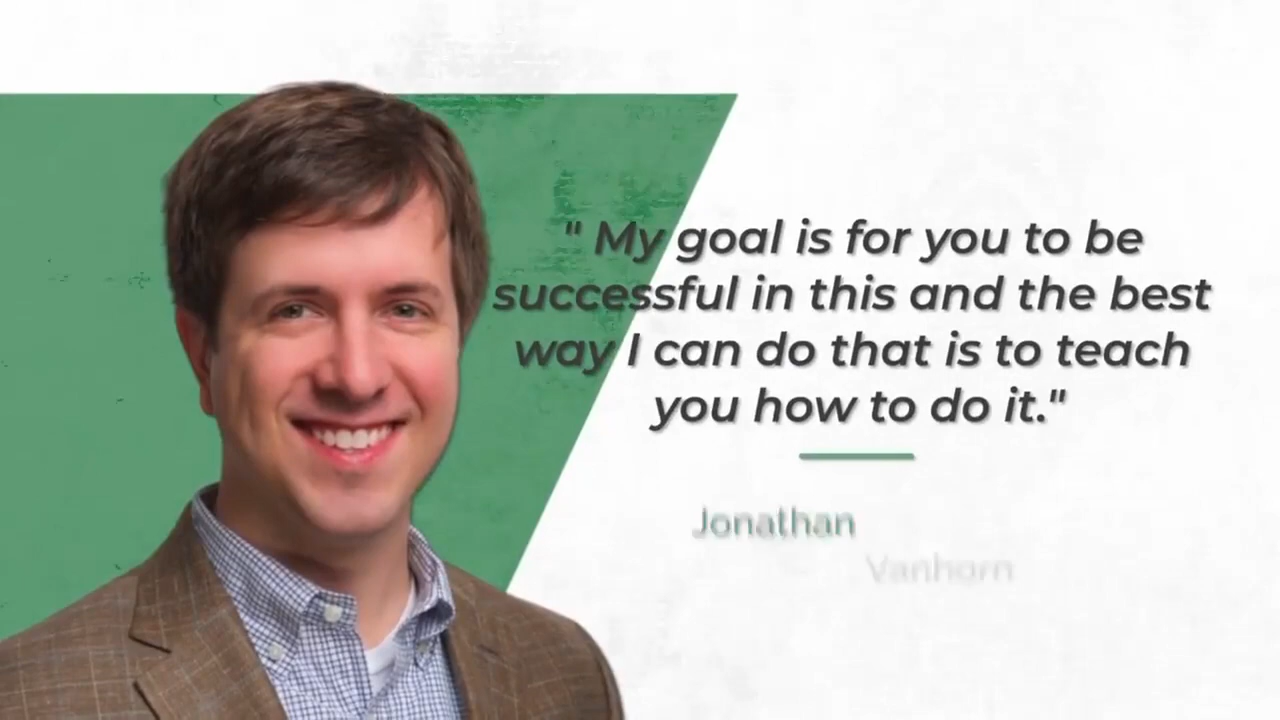 " My goal is for you to be
successful in this and the best
way I can do that is to teach
you how to do it."
Jonathan
Vanhorn